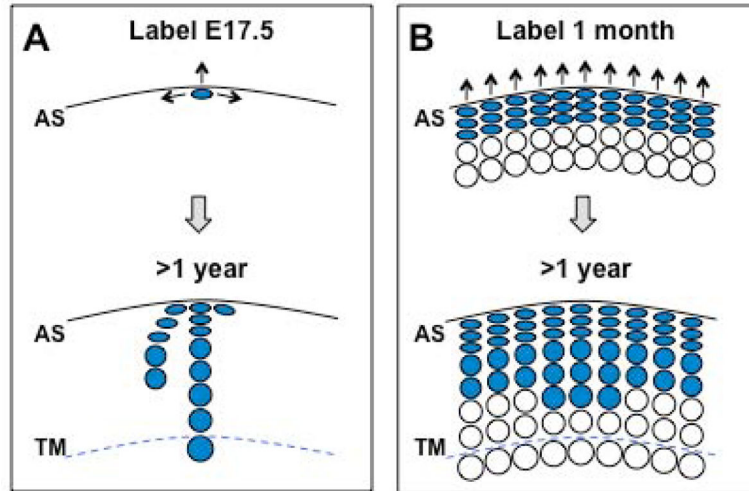 A
Label E17.5
AS
>1 year
AS
TM
B
Label 1 month
AS
>1 year
AS
TM